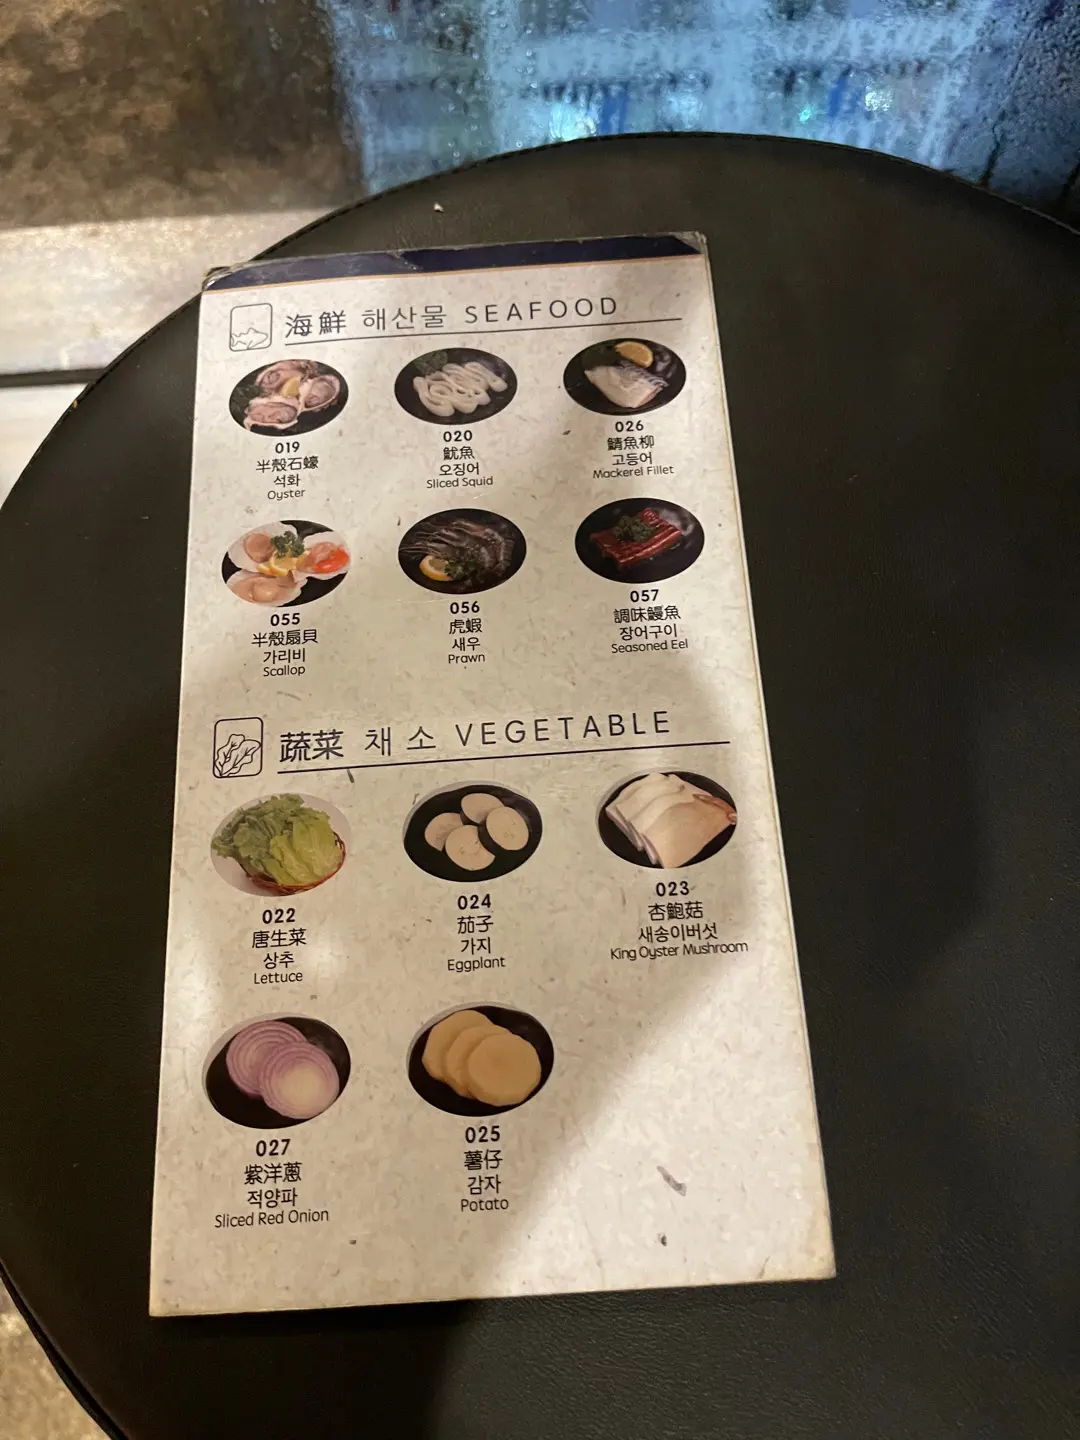 海鮮 해산물 SEAFOOD
019
半殼石蠔
석화
Oyster
020
魷魚
오징어
Sliced Squid
026
鯖魚柳
고등어
Mackerel Fillet
055
半殼扇貝
가리비
Scallop
056
虎蝦
새우
Prawn
057
調味鰻魚
장어구이
Seasoned Eel
蔬菜 채소 VEGETABLE
022
唐生菜
상추
Lettuce
024
茄子
가지
Eggplant
023
杏鮑菇
새송이버섯
King Oyster Mushroom
027
紫洋蔥
적양파
Sliced Red Onion
025
薯仔
감자
Potato